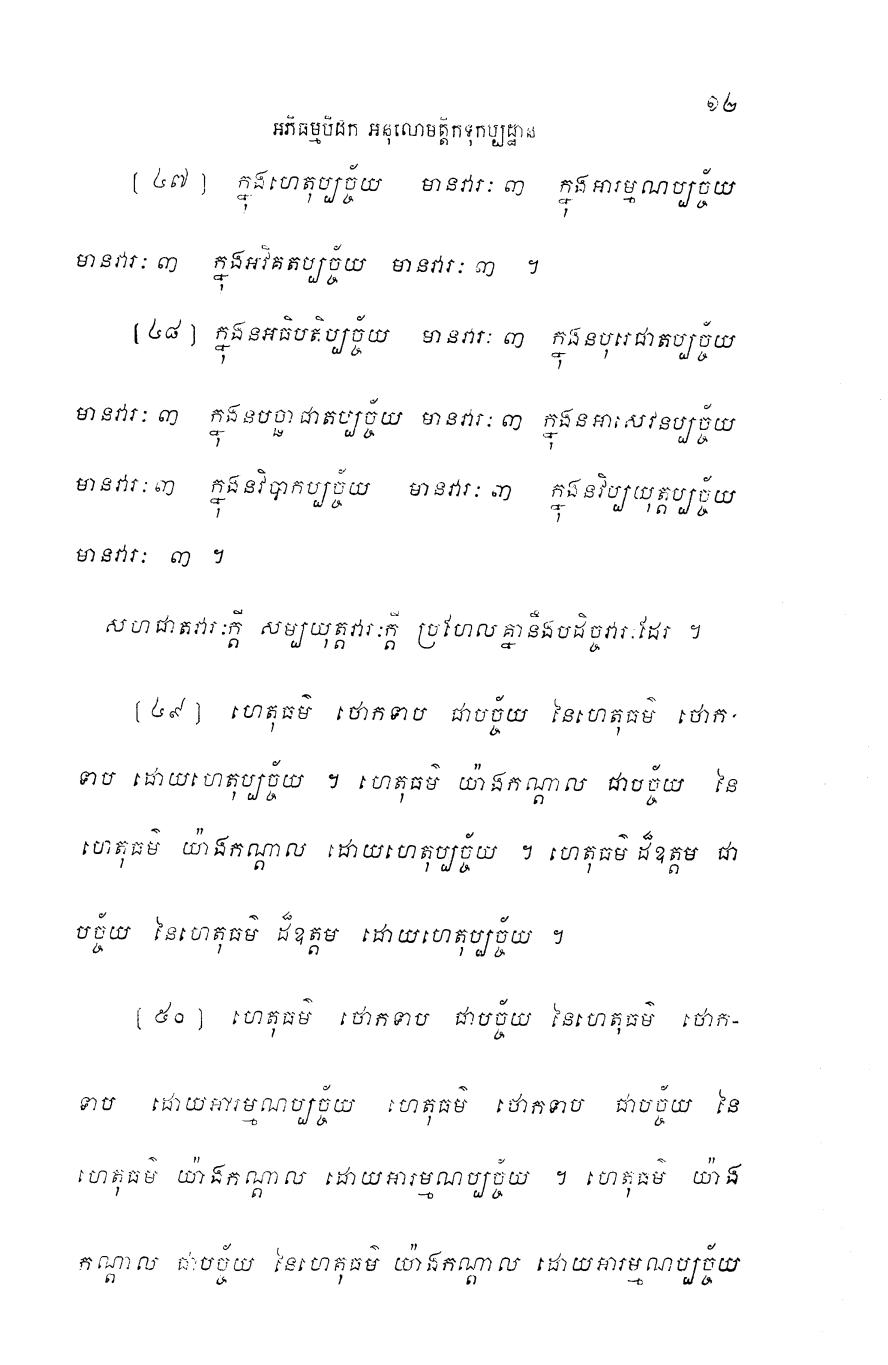 ១២
អភិធម្មបិដក អនុលោមត្តិកទុកប្បដ្ឋាន
[ ៤៧ ] ក្នុងហេតុប្បច្ច័យ មានវារៈ ៣ ក្នុងអារម្មណប្បច្ច័យ
មានវារៈ ៣ ក្នុងអវិគតប្បច្ច័យ មានវារៈ ៣ ។
[ ៤៨ ] ក្នុងនអធិបតិប្បច្ច័យ មានវារៈ ៣ ក្នុងនបុរេជាតប្បច្ច័យ
មានវារៈ ៣ ក្នុងនបច្ឆាជាតប្បច្ច័យ មានវារៈ ៣ ក្នុងនអាសេវនប្បច្ច័យ
មានវារៈ ៣ ក្នុងនវិបាកប្បច្ច័យ មានវារៈ ៣ ក្នុងនវិប្បយុត្តប្បច្ច័យ
មានវារៈ ៣ ។
សហជាតវារៈក្តី សម្បយុត្តវារៈក្តី ប្រហែលគ្នានឹងបដិច្ចវារៈដែរ ។
[ ៤៩ ] ហេតុធម៌ ថោកទាប ជាបច្ច័យ នៃហេតុធម៌ ថោក-
ទាប ដោយហេតុប្បច្ច័យ ។ ហេតុធម៌ យ៉ាងកណ្តាល ជាបច្ច័យ នៃ
ហេតុធម៌ យ៉ាងកណ្តាល ដោយហេតុប្បច្ច័យ ។ ហេតុធម៌ ដ៏ឧត្តម ជា
បច្ច័យ នៃហេតុធម៌ ដ៏ឧត្តម ដោយហេតុប្បច្ច័យ ។
[ ៥០ ] ហេតុធម៌ ថោកទាប ជាបច្ច័យ នៃហេតុធម៌ ថោក-
ទាប ដោយអារម្មណប្បច្ច័យ ហេតុធម៌ ថោកទាប ជាបច្ច័យ នៃ
ហេតុធម៌ យ៉ាងកណ្តាល ដោយអារម្មណប្បច្ច័យ ។ ហេតុធម៌ យ៉ាង
កណ្តាល ជាបច្ច័យ នៃហេតុធម៌ យ៉ាងកណ្តាល ដោយអារម្មណប្បច្ច័យ